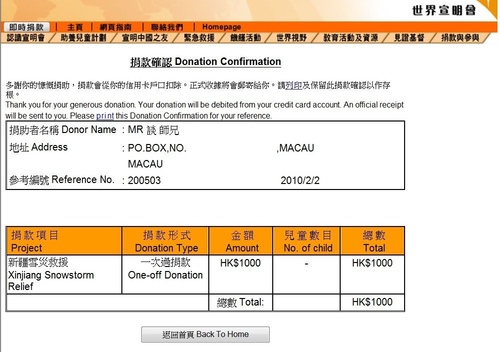 世界宣明會
即時捐款 主頁 網頁指南 聯絡我們 Homepage
認識宣明會 助養兒童計劃 宣明中國之友 緊急救援 饑饉活動 世界視野 教育活動及資源 見證基督 捐款與參與
捐款確認 Donation Confirmation
多謝你的慷慨捐助，捐款會從你的信用卡戶口扣除。正式收據將會郵寄給你。請列印及保留此捐款確認以作存
根。
Thank you for your generous donation. Your donation will be debited from your credit card account. An official receipt
will be sent to you. Please print this Donation Confirmation for your reference.
捐助者名稱 Donor Name : MR 談 師兄
地址 Address : PO.BOX,NO. ,MACAU
MACAU
參考編號 Reference No. : 200503 2010/2/2
捐款項目 捐款形式 金額 兒童數目 總數
Project Donation Type Amount No. of child Total
新疆雪災救援 一次過捐款 HK$1000 - HK$1000
Xinjiang Snowstorm One-off Donation
Relief
總數 Total: HK$1000
返回首頁 Back To Home